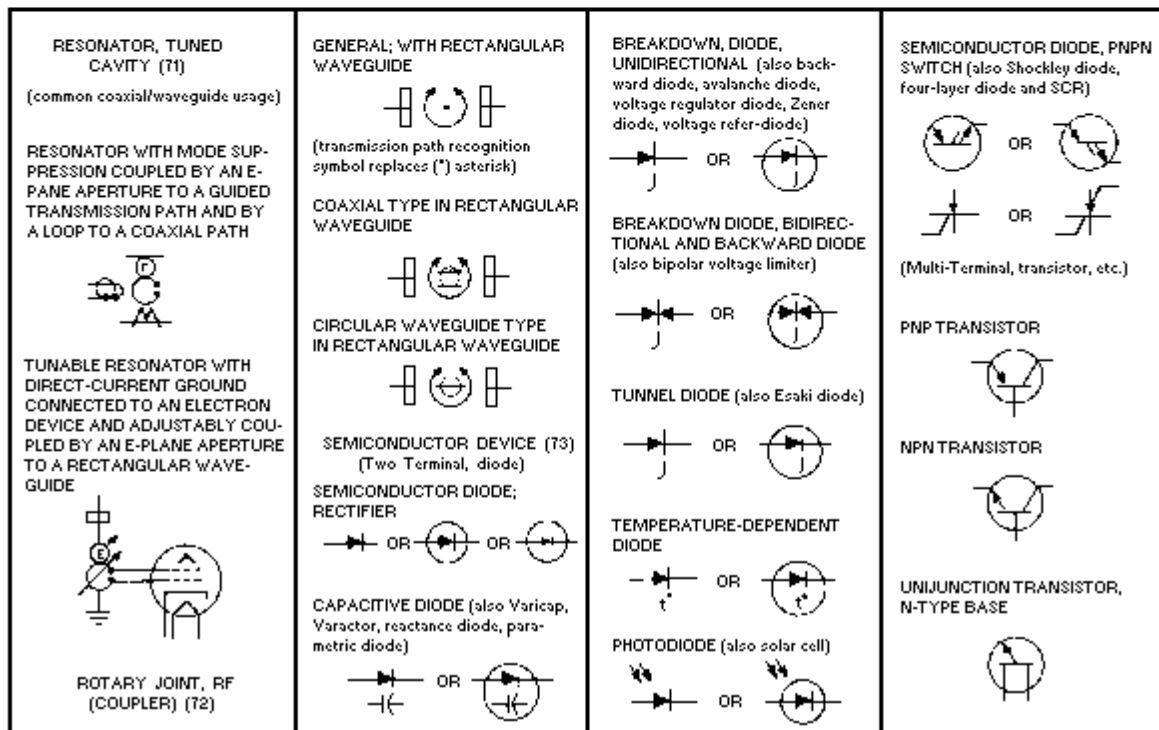 RESONATOR, TUNED
CAVITY (71)
(common coaxial/waveguide usage)
RESONATOR WITH MODE SUP-
PRESSION COUPLED BY AN E-
PANE APERTURE TO A GUIDED
TRANSMISSION PATH AND BY
A LOOP TO A COAXIAL PATH
TUNABLE RESONATOR WITH
DIRECT-CURRENT GROUND
CONNECTED TO AN ELECTRON
DEVICE AND ADJUSTABLY COU-
PLED BY AN E-PLANE APERTURE
TO A RECTANGULAR WAVE-
GUIDE
E
ROTARY JOINT, RF
(COUPLER) (72)
GENERAL; WITH RECTANGULAR
WAVEGUIDE
(transmission path recognition
symbol replaces (*) asterisk)
COAXIAL TYPE IN RECTANGULAR
WAVEGUIDE
CIRCULAR WAVEGUIDE TYPE
IN RECTANGULAR WAVEGUIDE
SEMICONDUCTOR DEVICE (73)
(Two Terminal, diode)
SEMICONDUCTOR DIODE;
RECTIFIER
OR OR
CAPACITIVE DIODE (also Varicap,
Varactor, reactance diode, para-
metric diode)
OR
BREAKDOWN, DIODE,
UNIDIRECTIONAL (also back-
ward diode, avalanche diode,
voltage regulator diode, Zener
diode, voltage refer-diode)
OR
BREAKDOWN DIODE, BIDIREC-
TIONAL AND BACKWARD DIODE
(also bipolar voltage limiter)
OR
TUNNEL DIODE (also Esaki diode)
OR
TEMPERATURE-DEPENDENT
DIODE
OR
t° t°
PHOTODIODE (also solar cell)
OR
SEMICONDUCTOR DIODE, PNPN
SWITCH (also Shockley diode,
four-layer diode and SCR)
OR
OR
(Multi-Terminal, transistor, etc.)
PNP TRANSISTOR
NPN TRANSISTOR
UNIJUNCTION TRANSISTOR,
N-TYPE BASE